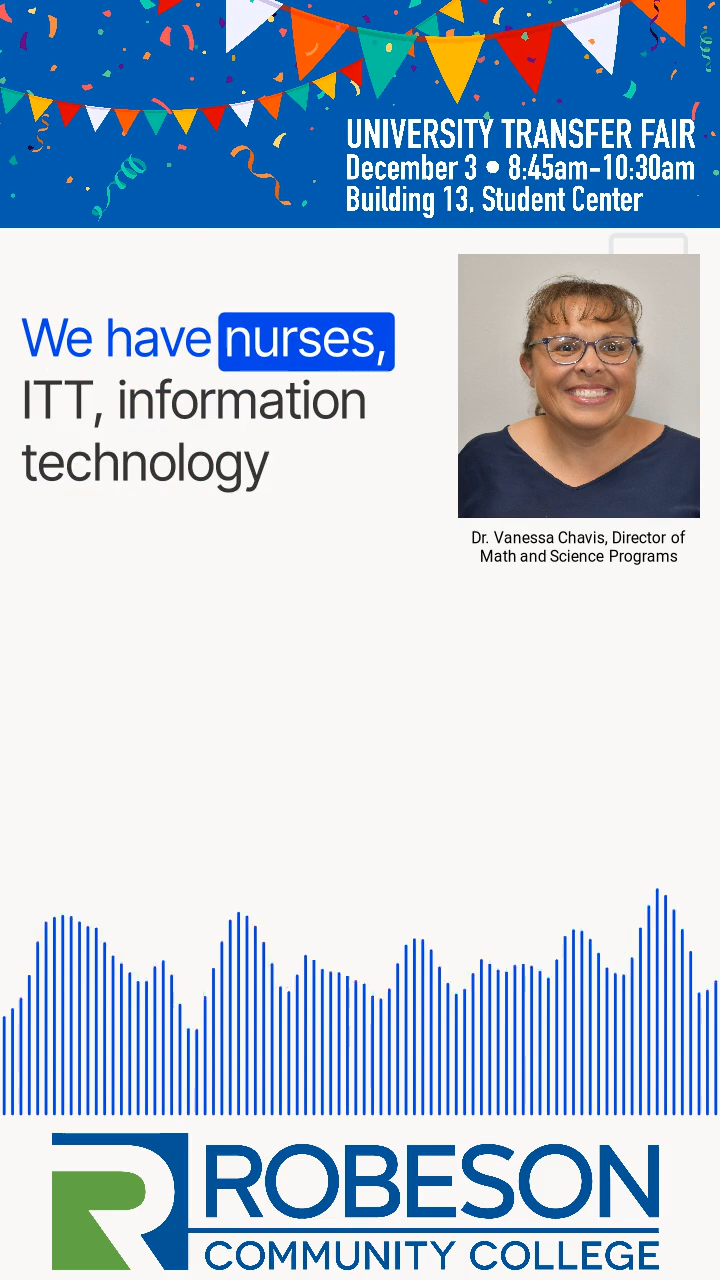 UNIVERSITY TRANSFER FAIR
December 3 • 8:45am-10:30am
Building 13, Student Center
We have nurses,
ITT, information
technology
Dr. Vanessa Chavis, Director of
Math and Science Programs
ROBESON
COMMUNITY COLLEGE